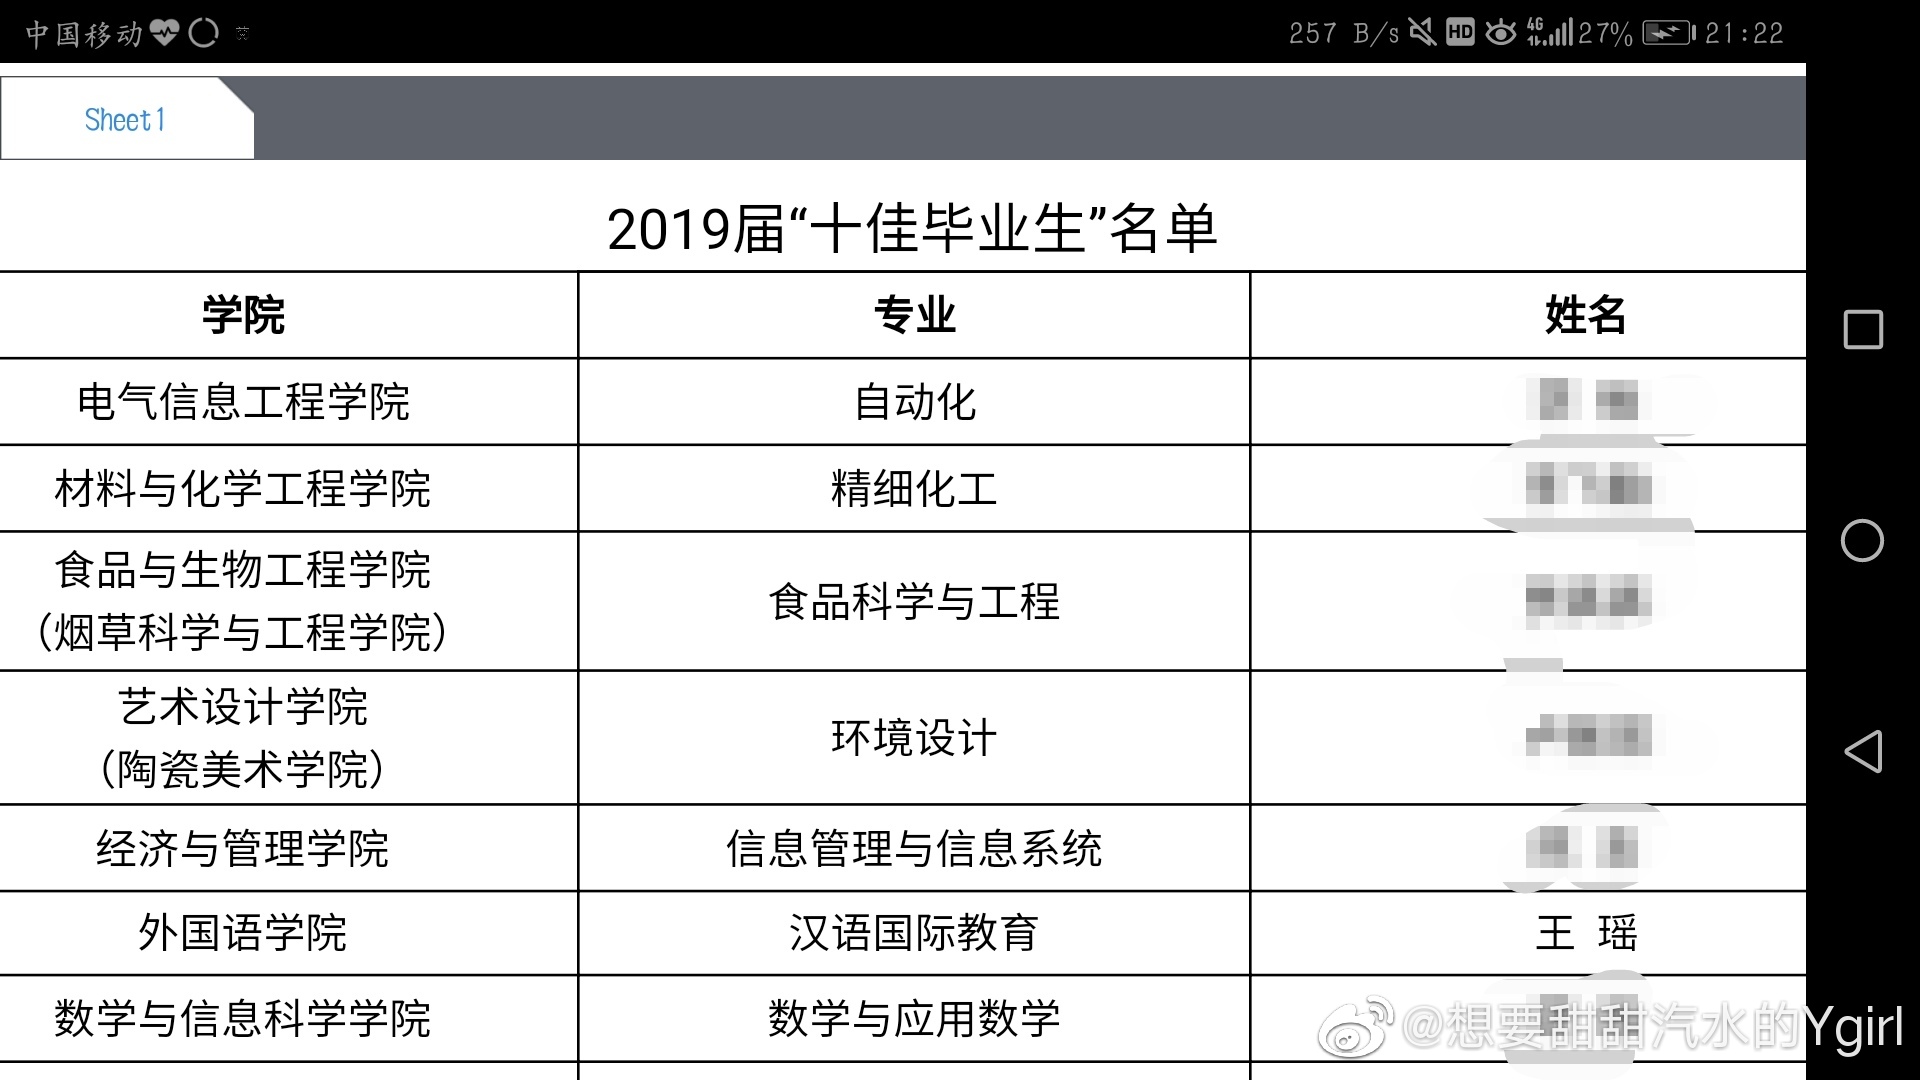 中国移动 257 B/s HD 4G 27% 21:22
Sheet1
2019届“十佳毕业生”名单
学院 专业 姓名
电气信息工程学院 自动化
材料与化学工程学院 精细化工
食品与生物工程学院
（烟草科学与工程学院） 食品科学与工程
艺术设计学院
（陶瓷美术学院） 环境设计
经济与管理学院 信息管理与信息系统
外国语学院 汉语国际教育 王 瑶
数学与信息科学学院 数学与应用数学
@想要甜甜汽水的Ygirl